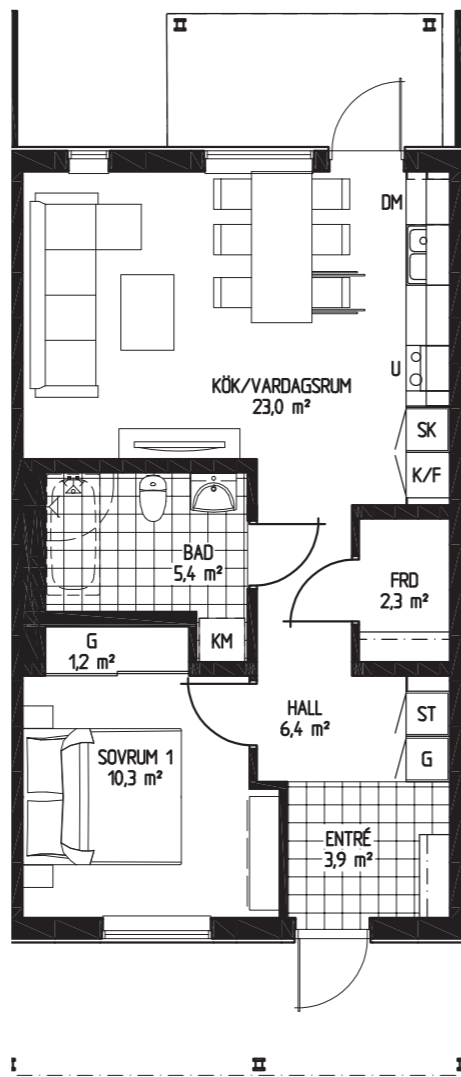 DM
U
KÖK/VARDAGSRUM
23,0 m²
SK
K/F
BAD
5,4 m²
FRD
2,3 m²
KM
G
1,2 m²
HALL
6,4 m²
ST
G
SOVRUM 1
10,3 m²
ENTRÉ
3,9 m²